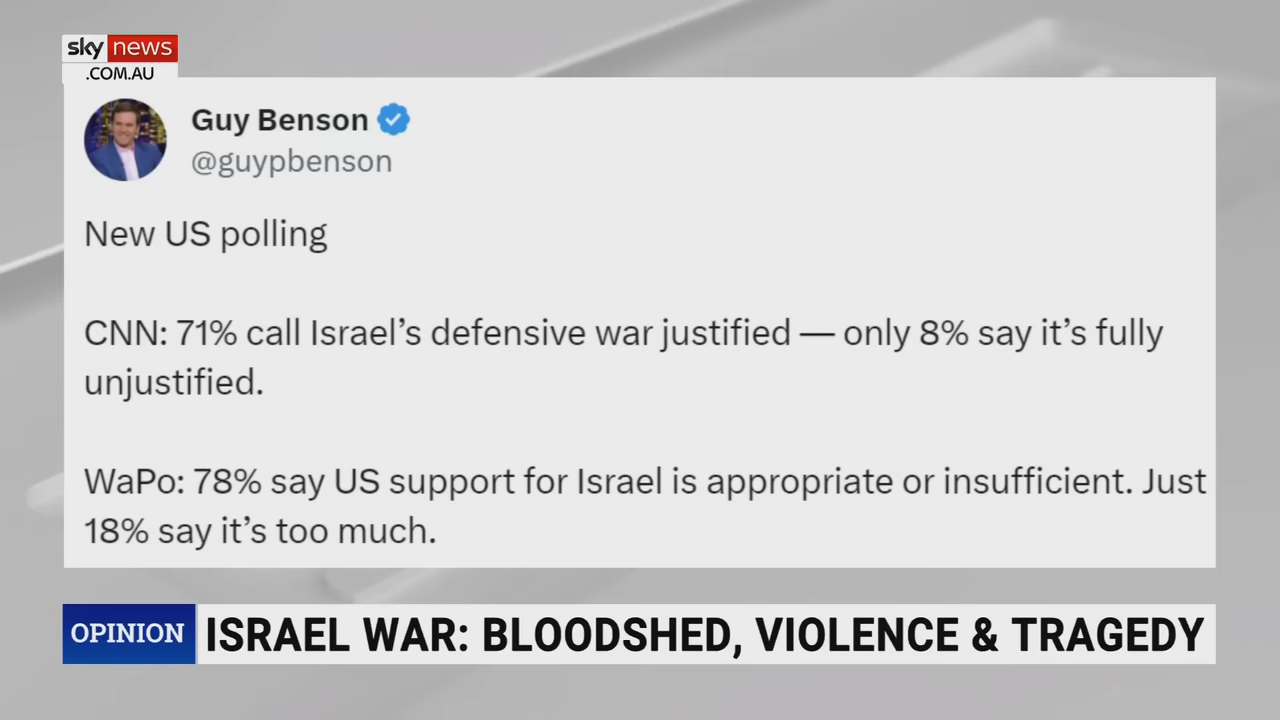 sky news
.COM.AU
Guy Benson
@guypbenson
New US polling
CNN: 71% call Israel’s defensive war justified — only 8% say it’s fully
unjustified.
WaPo: 78% say US support for Israel is appropriate or insufficient. Just
18% say it’s too much.
OPINION
ISRAEL WAR: BLOODSHED, VIOLENCE & TRAGEDY